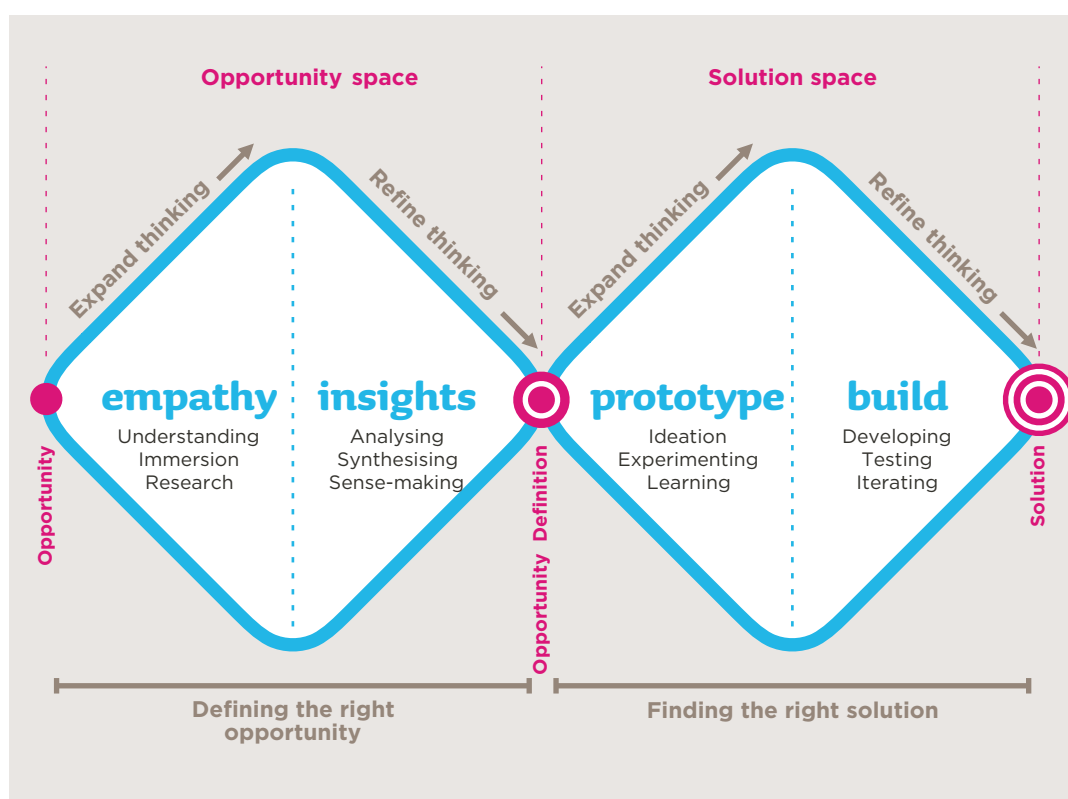 Opportunity space
Solution space
Expand thinking
Refine thinking
Expand thinking
Refine thinking
empathy
Understanding
Immersion
Research
insights
Analysing
Synthesising
Sense-making
prototype
Ideation
Experimenting
Learning
build
Developing
Testing
Iterating
Opportunity
Opportunity Definition
Solution
Defining the right
opportunity
Finding the right solution